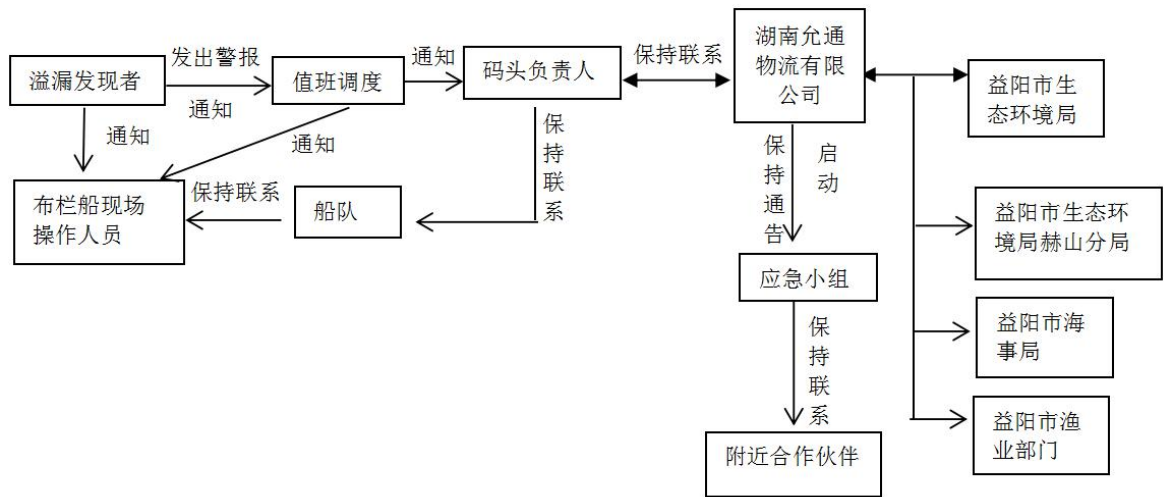 溢漏发现者
发出警报
通知
值班调度
通知
码头负责人
保持联系
湖南允通
物流有限
公司
益阳市生
态环境局
通知
通知
保持联系
保持通告
启动
布栏船现场
操作人员
保持联系
船队
益阳市生态环
境局赫山分局
应急小组
保持联系
益阳市海
事局
附近合作伙伴
益阳市渔
业部门